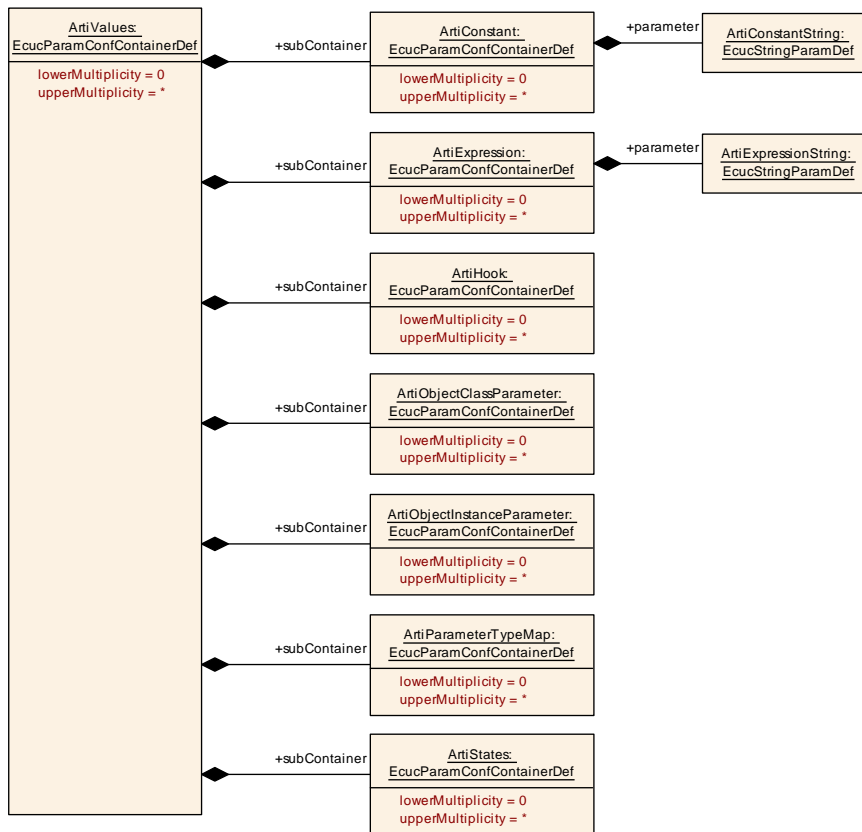 ArtiValues:
EcucParamConfContainerDef
lowerMultiplicity = 0
upperMultiplicity = *
+subContainer
ArtiConstant:
EcucParamConfContainerDef
lowerMultiplicity = 0
upperMultiplicity = *
+parameter
ArtiConstantString:
EcucStringParamDef
+subContainer
ArtiExpression:
EcucParamConfContainerDef
lowerMultiplicity = 0
upperMultiplicity = *
+parameter
ArtiExpressionString:
EcucStringParamDef
+subContainer
ArtiHook:
EcucParamConfContainerDef
lowerMultiplicity = 0
upperMultiplicity = *
+subContainer
ArtiObjectClassParameter:
EcucParamConfContainerDef
lowerMultiplicity = 0
upperMultiplicity = *
+subContainer
ArtiObjectInstanceParameter:
EcucParamConfContainerDef
lowerMultiplicity = 0
upperMultiplicity = *
+subContainer
ArtiParameterTypeMap:
EcucParamConfContainerDef
lowerMultiplicity = 0
upperMultiplicity = *
+subContainer
ArtiStates:
EcucParamConfContainerDef
lowerMultiplicity = 0
upperMultiplicity = *